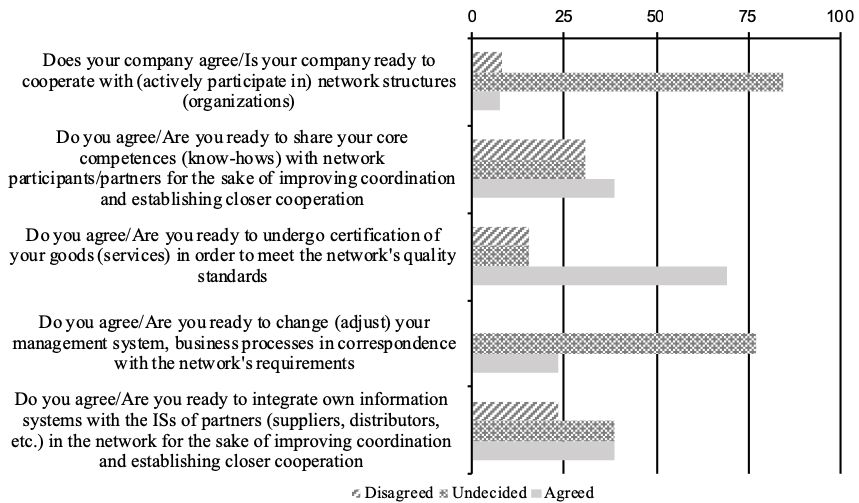 0 25 50 75 100
Does your company agree/Is your company ready to
cooperate with (actively participate in) network structures
(organizations)
Do you agree/Are you ready to share your core
competences (know-hows) with network
participants/partners for the sake of improving coordination
and establishing closer cooperation
Do you agree/Are you ready to undergo certification of
your goods (services) in order to meet the network's quality
standards
Do you agree/Are you ready to change (adjust) your
management system, business processes in correspondence
with the network's requirements
Do you agree/Are you ready to integrate own information
systems with the ISs of partners (suppliers, distributors,
etc.) in the network for the sake of improving coordination
and establishing closer cooperation
Disagreed Undecided Agreed